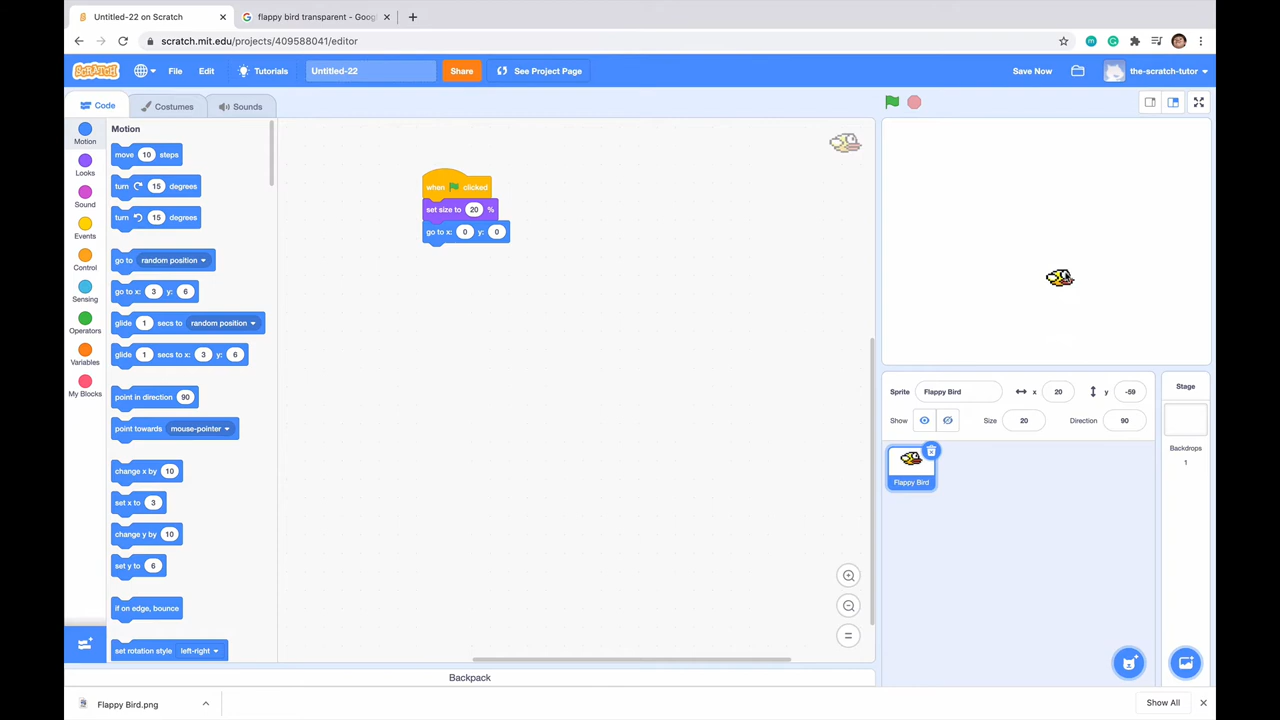 Untitled-22 on Scratch
flappy bird transparent - Goog
scratch.mit.edu/projects/409588041/editor
SCRATCH
File
Edit
Tutorials
Untitled-22
Share
See Project Page
Save Now
the-scratch-tutor
Code
Costumes
Sounds
Motion
Looks
Sound
Events
Control
Sensing
Operators
Variables
My Blocks
Motion
move 10 steps
turn 15 degrees
turn 15 degrees
go to random position
go to x: 3 y: 6
glide 1 secs to random position
glide 1 secs to x: 3 y: 6
point in direction 90
point towards mouse-pointer
change x by 10
set x to 3
change y by 10
set y to 6
if on edge, bounce
set rotation style left-right
when clicked
set size to 20 %
go to x: 0 y: 0
Sprite Flappy Bird x 20 y -59
Show Size 20 Direction 90
Flappy Bird
Stage
Backdrops
1
Backpack
Flappy Bird.png
Show All